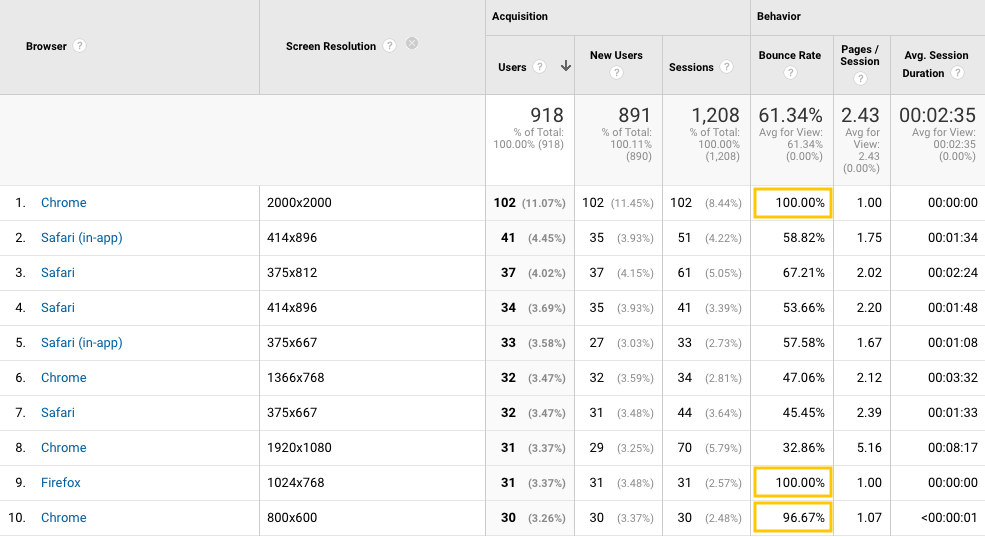 Acquisition Behavior
Browser ? Screen Resolution ? Users ? New Users ? Sessions ? Bounce Rate ? Pages / Session ? Avg. Session Duration ?
918 891 1,208 61.34% 2.43 00:02:35
% of Total: 100.00% (918) % of Total: 100.11% (890) % of Total: 100.00% (1,208) Avg for View: 61.34% (0.00%) Avg for View: 2.43 (0.00%) Avg for View: 00:02:35 (0.00%)
1. Chrome 2000x2000 102 (11.07%) 102 (11.45%) 102 (8.44%) 100.00% 1.00 00:00:00
2. Safari (in-app) 414x896 41 (4.45%) 35 (3.93%) 51 (4.22%) 58.82% 1.75 00:01:34
3. Safari 375x812 37 (4.02%) 37 (4.15%) 61 (5.05%) 67.21% 2.02 00:02:24
4. Safari 414x896 34 (3.69%) 35 (3.93%) 41 (3.39%) 53.66% 2.20 00:01:48
5. Safari (in-app) 375x667 33 (3.58%) 27 (3.03%) 33 (2.73%) 57.58% 1.67 00:01:08
6. Chrome 1366x768 32 (3.47%) 32 (3.59%) 34 (2.81%) 47.06% 2.12 00:03:32
7. Safari 375x667 32 (3.47%) 31 (3.48%) 44 (3.64%) 45.45% 2.39 00:01:33
8. Chrome 1920x1080 31 (3.37%) 29 (3.25%) 70 (5.79%) 32.86% 5.16 00:08:17
9. Firefox 1024x768 31 (3.37%) 31 (3.48%) 31 (2.57%) 100.00% 1.00 00:00:00
10. Chrome 800x600 30 (3.26%) 30 (3.37%) 30 (2.48%) 96.67% 1.07 <00:00:01